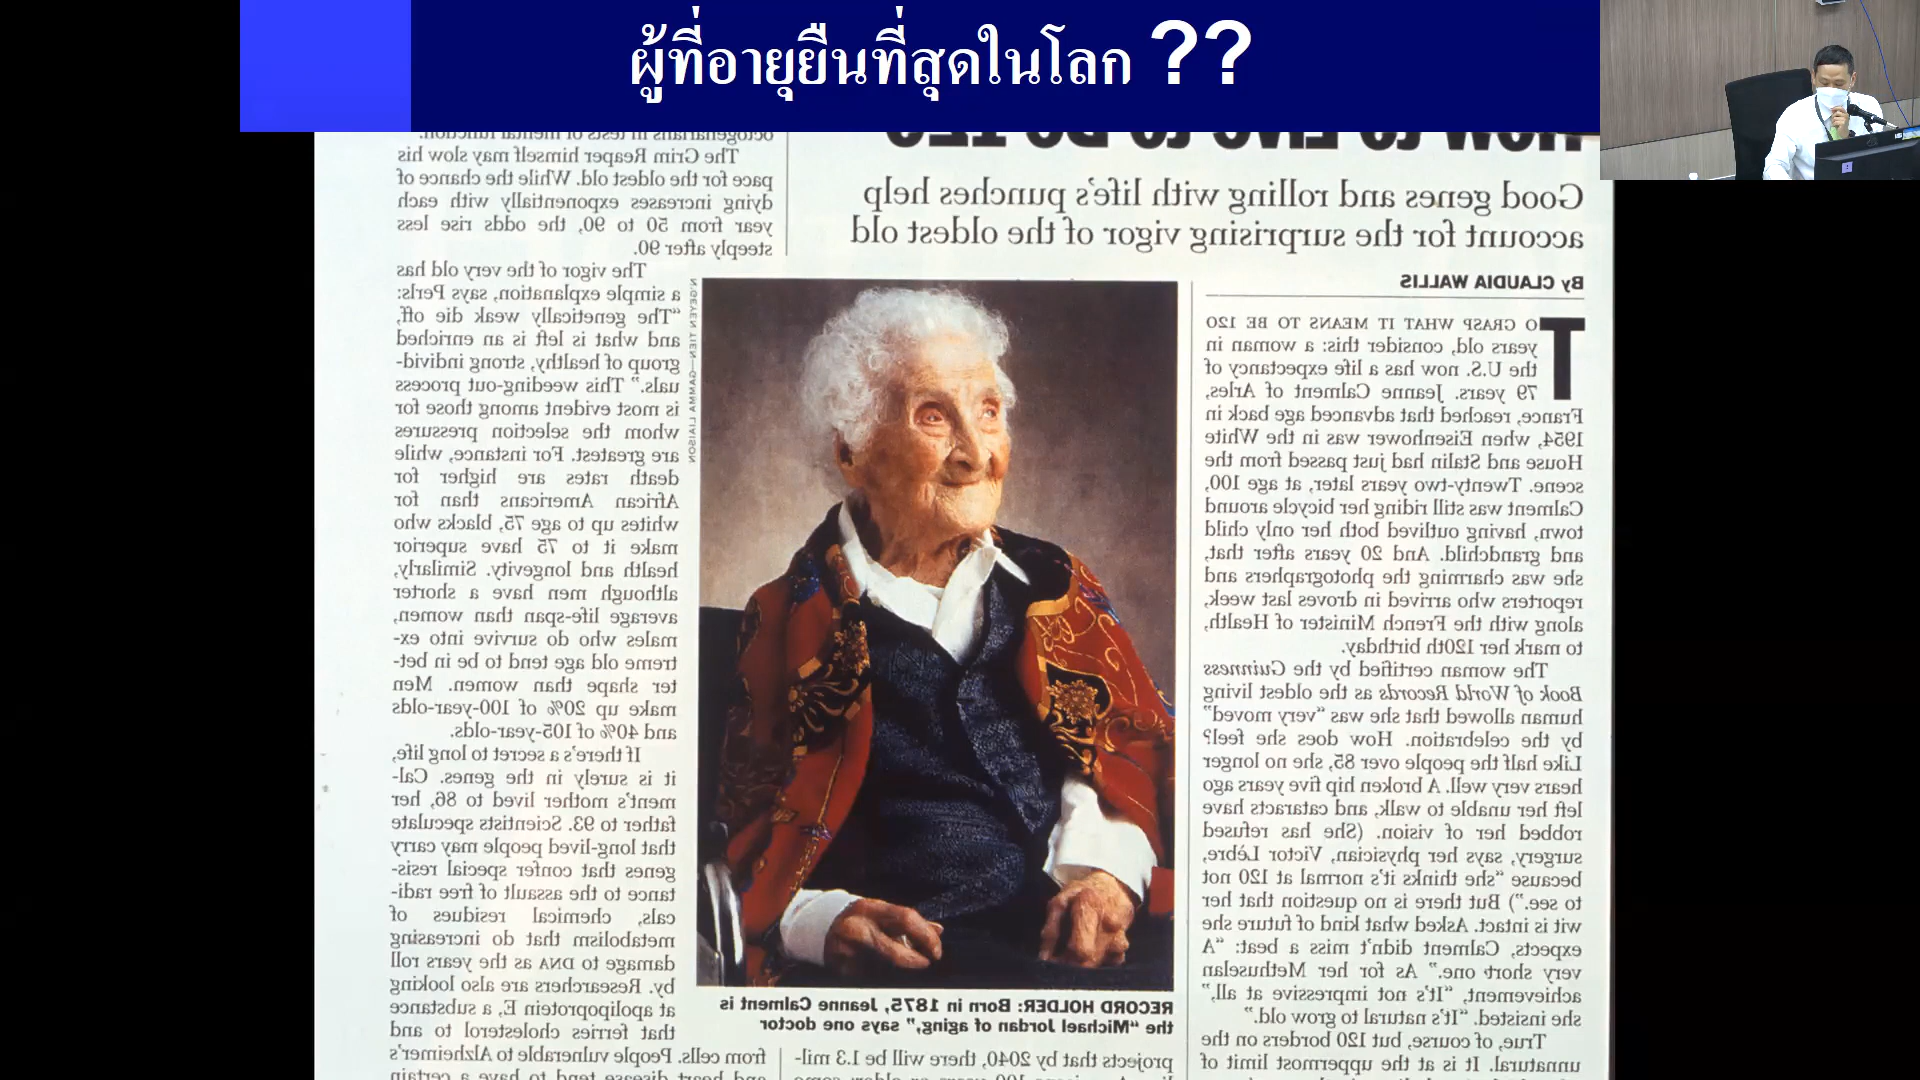 ผู้ที่อายุยืนที่สุดในโลก ??
How to Live to Be 120
Good genes and rolling with life's punches help
account for the surprising vigor of the oldest old
By CLAUDIA WALLIS
TO GRASP WHAT IT MEANS TO BE 120
years old, consider this: a woman in
the U.S. now has a life expectancy of
79 years. Jeanne Calment of Arles,
France, reached that advanced age back in
1954, when Eisenhower was in the White
House and Stalin had just passed from the
scene. Twenty-two years later, at age 100,
Calment was still riding her bicycle around
town, having outlived both her only child
and grandchild. And 20 years after that,
she was charming the photographers and
reporters who arrived in droves last week,
along with the French Minister of Health,
to mark her 120th birthday.
The woman certified by the Guinness
Book of World Records as the oldest living
human allowed that she was "very moved"
by the celebration. How does she feel?
Like half the people over 85, she no longer
hears very well. A broken hip five years ago
left her unable to walk, and cataracts have
robbed her of vision. (She has refused
surgery, says her physician, Victor Lèbre,
because "she thinks it's normal at 120 not
to see.") But there is no question that her
wit is intact. Asked what kind of future she
expects, Calment didn't miss a beat: "A
very short one." As for her Methuselan
achievement, "It's not impressive at all,"
she insisted. "It's natural to grow old."
True, of course, but 120 borders on the
unnatural. It is at the uppermost limit of
N'GEYEN TIEN—GAMMA LIAISON
RECORD HOLDER: Born in 1875, Jeanne Calment is
the "Michael Jordan of aging," says one doctor
projects that by 2040, there will be 1.3 mil-
octogenarians in tests of mental function.
The Grim Reaper himself may slow his
pace for the oldest old. While the chance of
dying increases exponentially with each
year from 50 to 90, the odds rise less
steeply after 90.
The vigor of the very old has
a simple explanation, says Perls:
"The genetically weak die off,
and what is left is an enriched
group of healthy, strong individ-
uals." This weeding-out process
is most evident among those for
whom the selection pressures
are greatest. For instance, while
death rates are higher for
African Americans than for
whites up to age 75, blacks who
make it to 75 have superior
health and longevity. Similarly,
although men have a shorter
average life-span than women,
males who do survive into ex-
treme old age tend to be in bet-
ter shape than women. Men
make up 20% of 100-year-olds
and 40% of 105-year-olds.
If there's a secret to long life,
it is surely in the genes. Cal-
ment's mother lived to 86, her
father to 93. Scientists speculate
that long-lived people may carry
genes that confer special resis-
tance to the assault of free radi-
cals, chemical residues of
metabolism that do increasing
damage to DNA as the years roll
by. Researchers are also looking
at apolipoprotein E, a substance
that ferries cholesterol to and
from cells. People vulnerable to Alzheimer's
and heart disease tend to have a certain